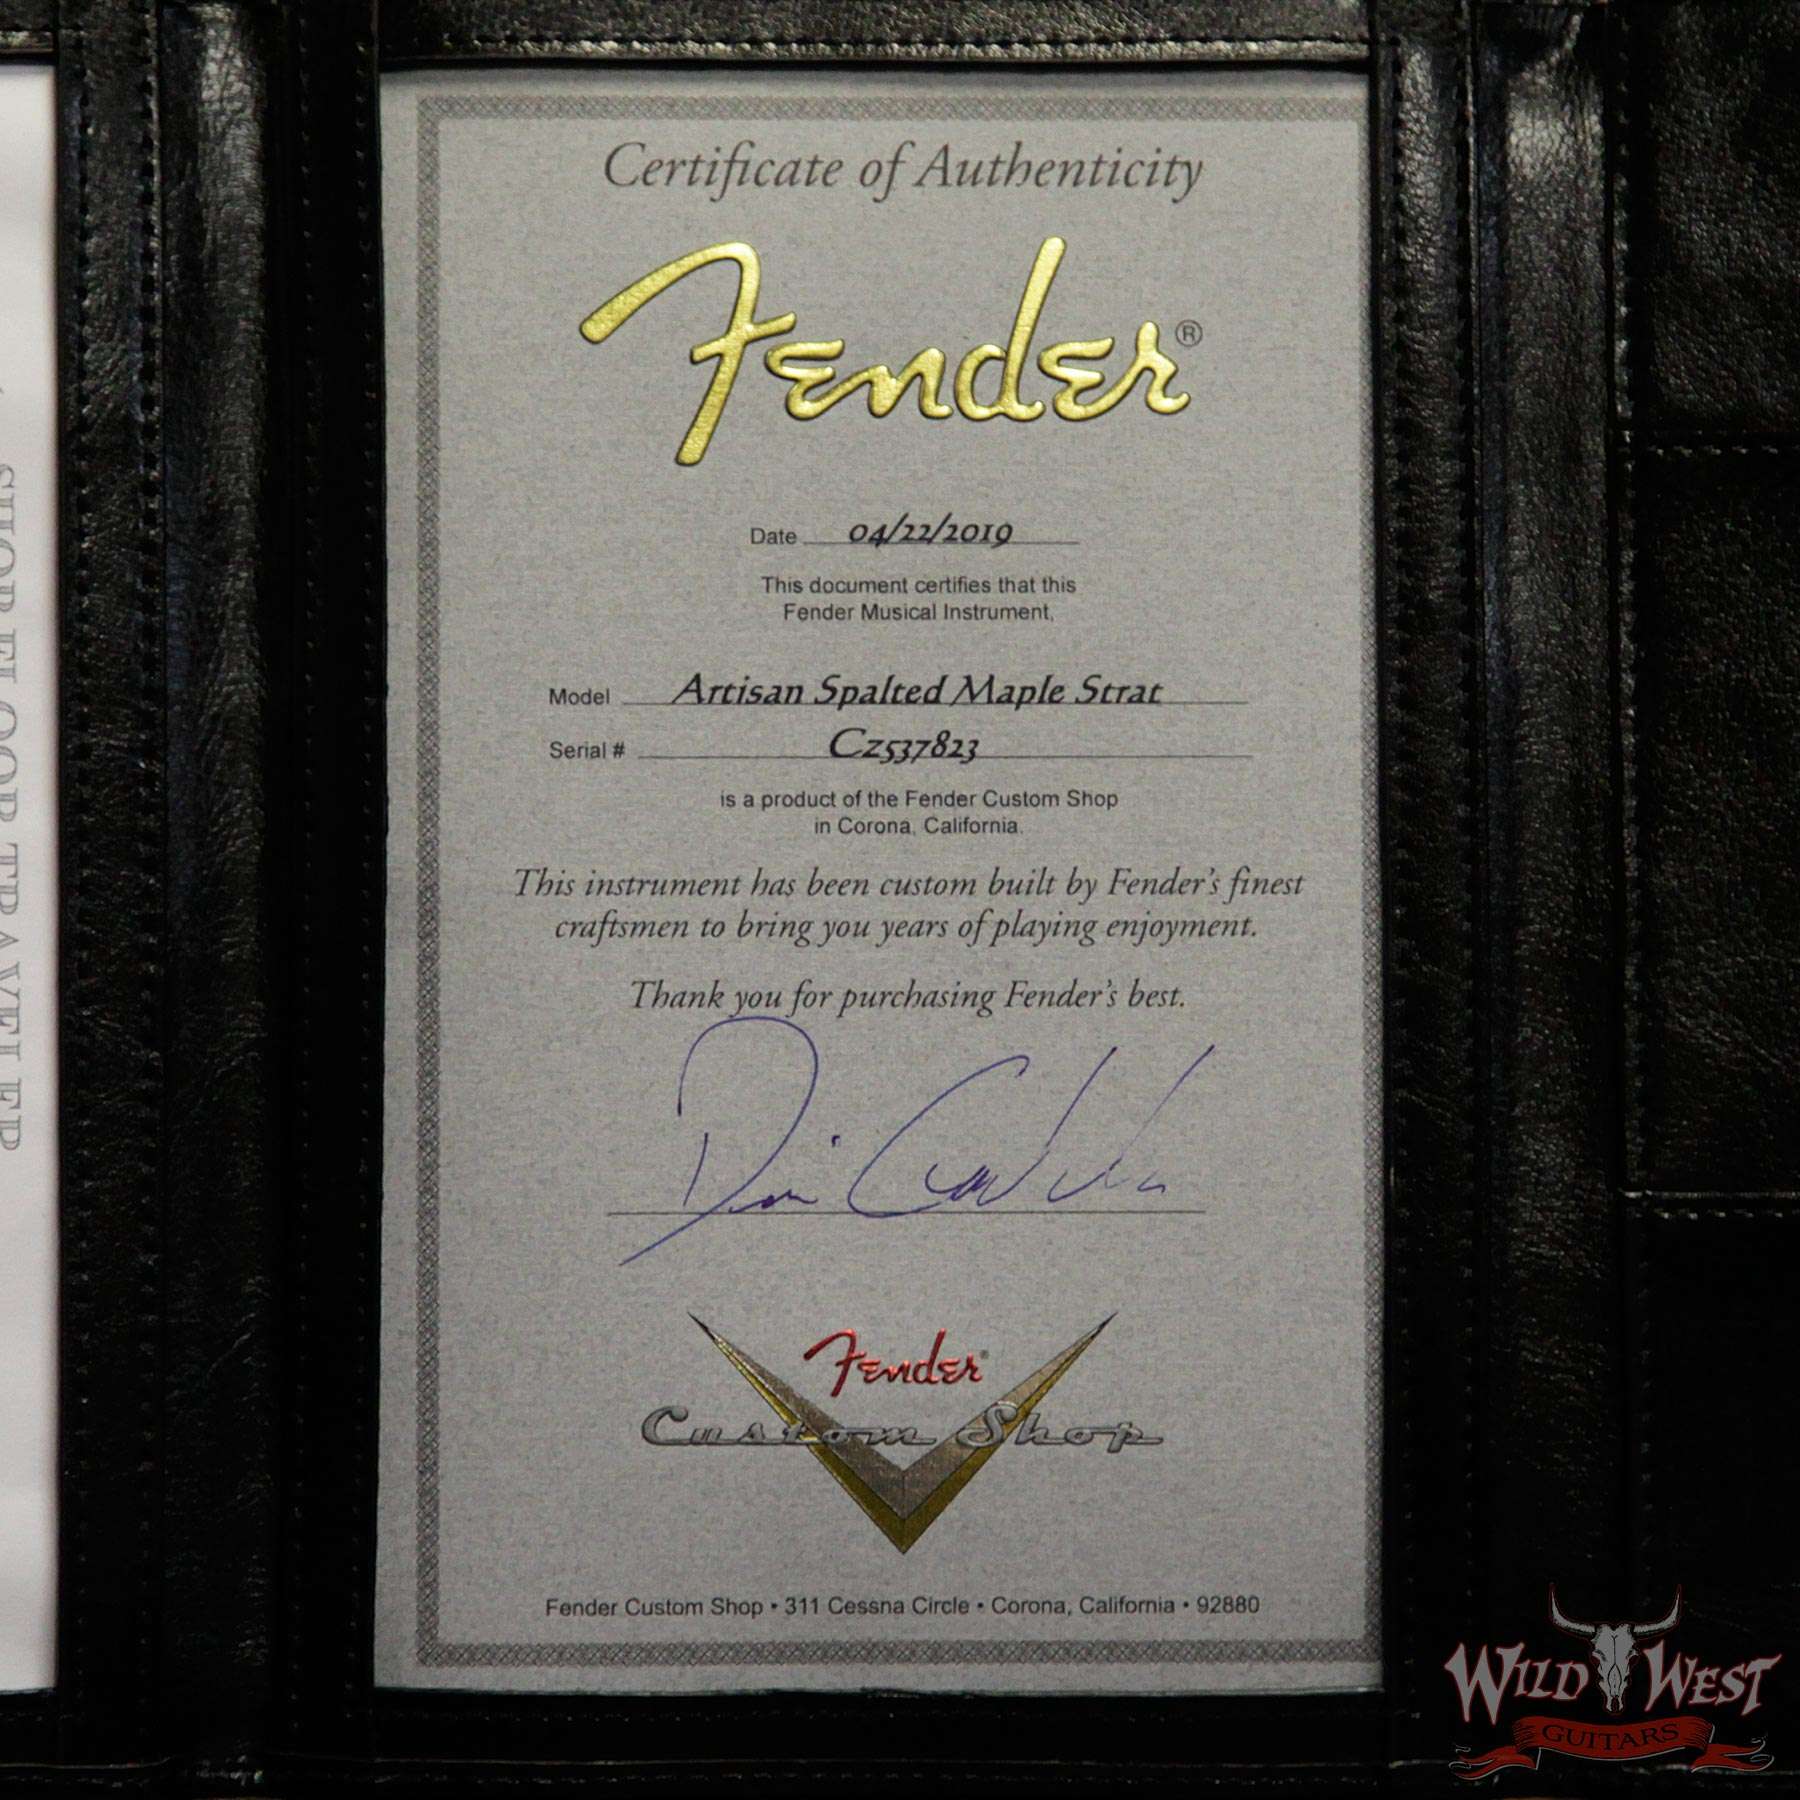 Certificate of Authenticity
Fender®
Date 04/22/2019
This document certifies that this
Fender Musical Instrument,
Model Artisan Spalted Maple Strat
Serial # Cz537823
is a product of the Fender Custom Shop
in Corona, California.
This instrument has been custom built by Fender's finest
craftsmen to bring you years of playing enjoyment.
Thank you for purchasing Fender's best.
Fender®
Custom Shop
Fender Custom Shop • 311 Cessna Circle • Corona, California • 92880
SHOP FLOOR TRAVELER
WILD WEST
GUITARS